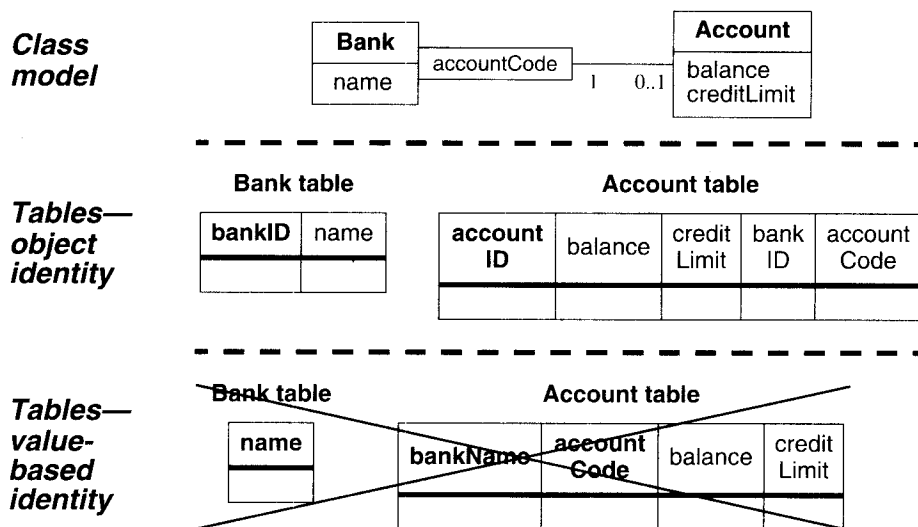 Class
model
Bank
name
accountCode
1
0..1
Account
balance
creditLimit
Tables—
object
identity
Bank table
bankID
name
Account table
account
ID
balance
credit
Limit
bank
ID
account
Code
Tables—
value-
based
identity
Bank table
name
Account table
bankName
account
Code
balance
credit
Limit